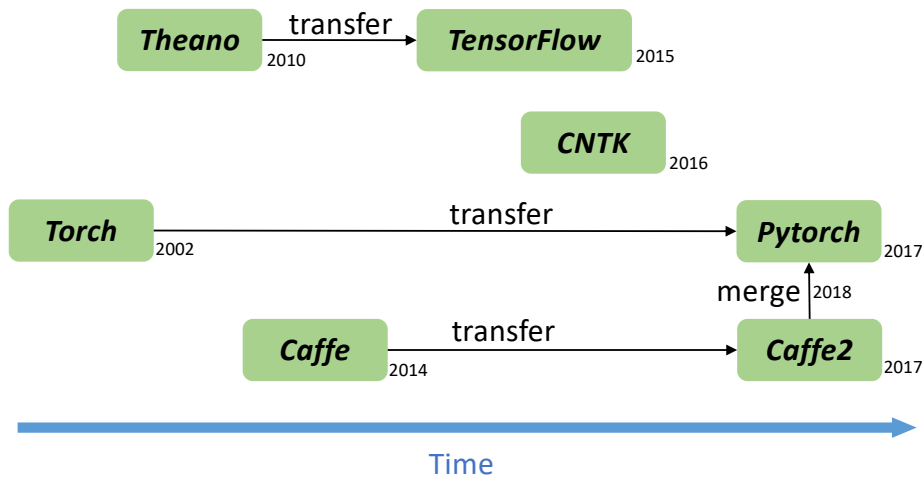 Theano
transfer
TensorFlow
2010
2015
CNTK
2016
Torch
transfer
Pytorch
2002
2017
merge
2018
Caffe
transfer
Caffe2
2014
2017
Time